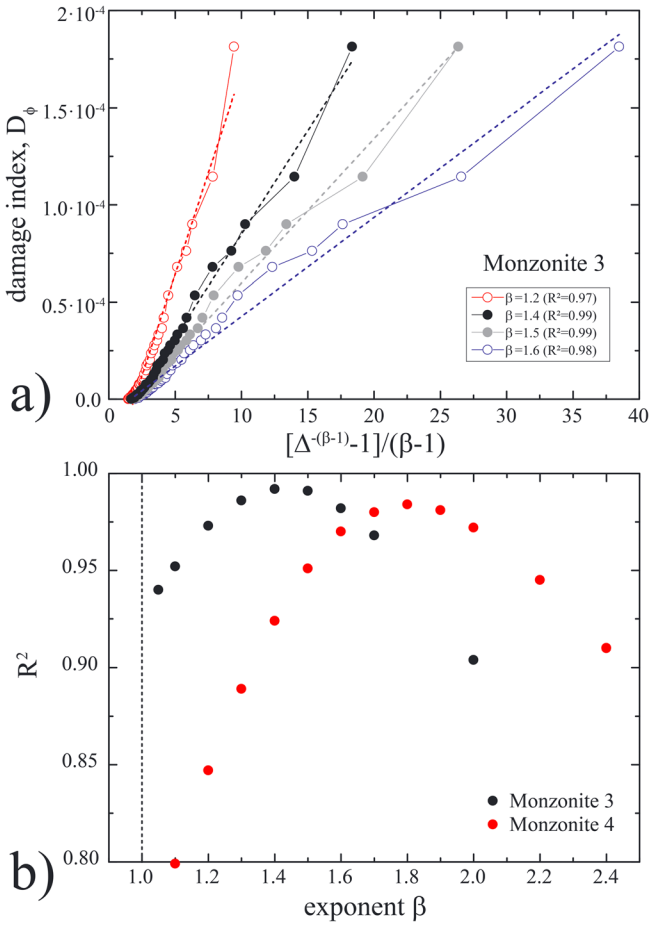 2·10⁻⁴
1.5·10⁻⁴
1.0·10⁻⁴
0.5·10⁻⁴
0.0
damage index, D_ϕ
Monzonite 3
β=1.2 (R²=0.97)
β=1.4 (R²=0.99)
β=1.5 (R²=0.99)
β=1.6 (R²=0.98)
a)
5 10 15 20 25 30 35 40
[Δ^-(β-1)-1]/(β-1)
1.00
0.95
0.90
0.85
0.80
R²
Monzonite 3
Monzonite 4
b)
1.0 1.2 1.4 1.6 1.8 2.0 2.2 2.4
exponent β